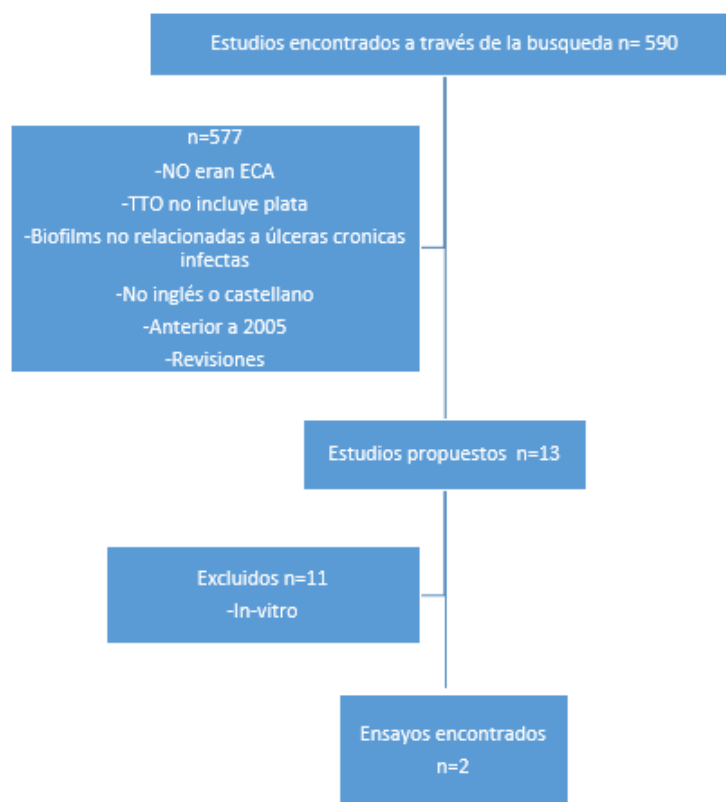 Estudios encontrados a través de la busqueda n= 590
n=577
-NO eran ECA
-TTO no incluye plata
-Biofilms no relacionadas a úlceras cronicas
infectas
-No inglés o castellano
-Anterior a 2005
-Revisiones
Estudios propuestos n=13
Excluidos n=11
-In-vitro
Ensayos encontrados
n=2